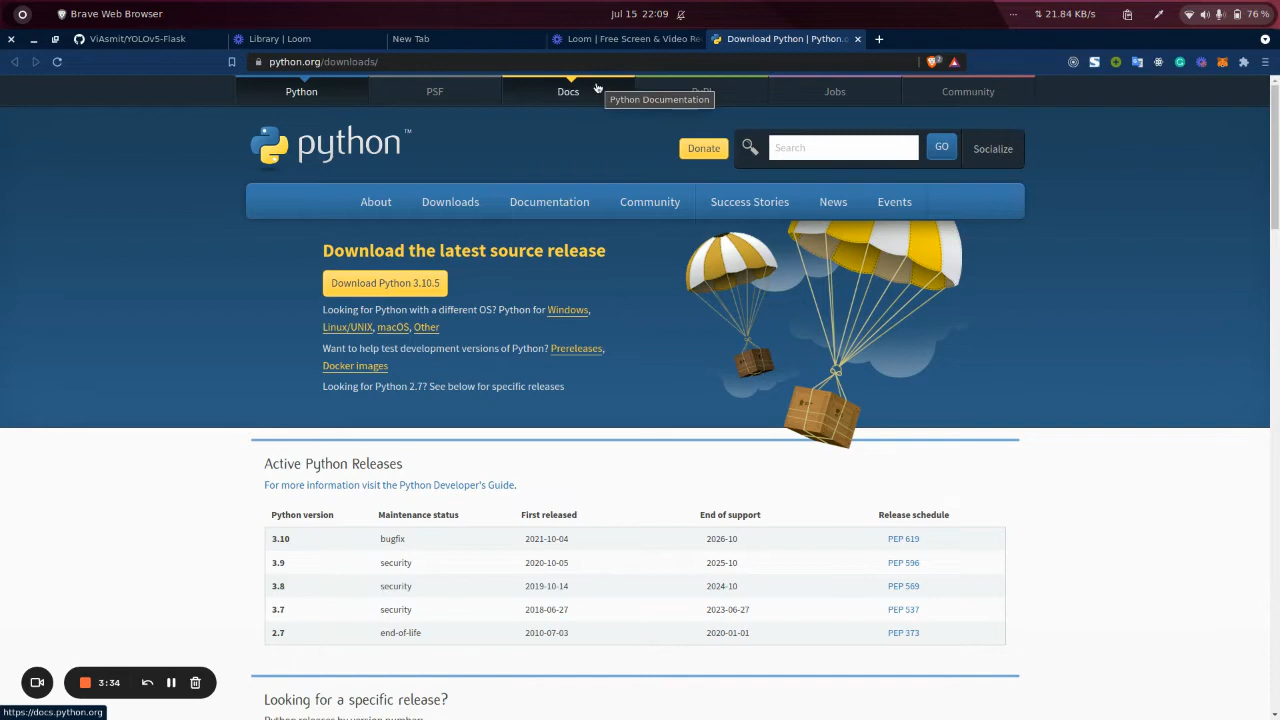 Brave Web Browser
Jul 15 22:09
21.84 KB/s
76 %
ViAsmit/YOLOv5-Flask
Library | Loom
New Tab
Loom | Free Screen & Video Re
Download Python | Python.o
python.org/downloads/
2
Python
PSF
Docs
Jobs
Community
Python Documentation
python™
Donate
Search
GO
Socialize
About
Downloads
Documentation
Community
Success Stories
News
Events
Download the latest source release
Download Python 3.10.5
Looking for Python with a different OS? Python for Windows,
Linux/UNIX, macOS, Other
Want to help test development versions of Python? Prereleases,
Docker images
Looking for Python 2.7? See below for specific releases
Active Python Releases
For more information visit the Python Developer's Guide.
Python version Maintenance status First released End of support Release schedule
3.10 bugfix 2021-10-04 2026-10 PEP 619
3.9 security 2020-10-05 2025-10 PEP 596
3.8 security 2019-10-14 2024-10 PEP 569
3.7 security 2018-06-27 2023-06-27 PEP 537
2.7 end-of-life 2010-07-03 2020-01-01 PEP 373
3:34
Looking for a specific release?
Python releases by version number:
https://docs.python.org